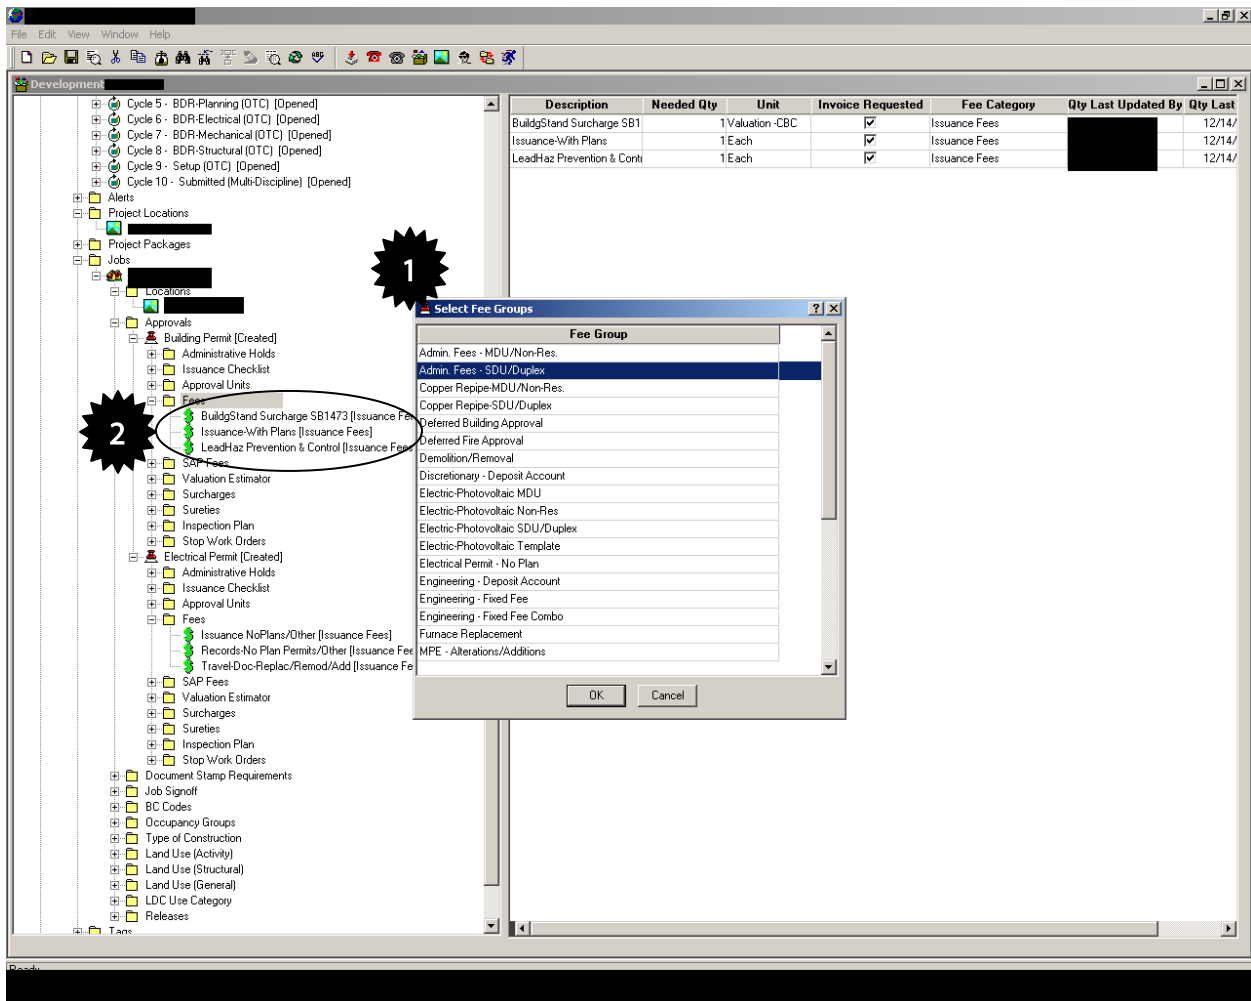 File Edit View Window Help
Development
Cycle 5 - BDR-Planning (OTC) [Opened]
Cycle 6 - BDR-Electrical (OTC) [Opened]
Cycle 7 - BDR-Mechanical (OTC) [Opened]
Cycle 8 - BDR-Structural (OTC) [Opened]
Cycle 9 - Setup (OTC) [Opened]
Cycle 10 - Submitted (Multi-Discipline) [Opened]
Alerts
Project Locations
Project Packages
Jobs
Locations
Approvals
Building Permit [Created]
Administrative Holds
Issuance Checklist
Approval Units
Fees
BuildgStand Surcharge SB1473 [Issuance Fee
Issuance-With Plans [Issuance Fees]
LeadHaz Prevention & Control [Issuance Fees
SAP Fees
Valuation Estimator
Surcharges
Sureties
Inspection Plan
Stop Work Orders
Electrical Permit [Created]
Administrative Holds
Issuance Checklist
Approval Units
Fees
Issuance NoPlans/Other [Issuance Fees]
Records-No Plan Permits/Other [Issuance Fee
Travel-Doc-Replac/Remod/Add [Issuance Fe
SAP Fees
Valuation Estimator
Surcharges
Sureties
Inspection Plan
Stop Work Orders
Document Stamp Requirements
Job Signoff
BC Codes
Occupancy Groups
Type of Construction
Land Use (Activity)
Land Use (Structural)
Land Use (General)
LDC Use Category
Releases
Tags
1
2
Description Needed Qty Unit Invoice Requested Fee Category Qty Last Updated By Qty Last
BuildgStand Surcharge SB1 1 Valuation -CBC Issuance Fees 12/14/
Issuance-With Plans 1 Each Issuance Fees 12/14/
LeadHaz Prevention & Conti 1 Each Issuance Fees 12/14/
Select Fee Groups
Fee Group
Admin. Fees - MDU/Non-Res.
Admin. Fees - SDU/Duplex
Copper Repipe-MDU/Non-Res.
Copper Repipe-SDU/Duplex
Deferred Building Approval
Deferred Fire Approval
Demolition/Removal
Discretionary - Deposit Account
Electric-Photovoltaic MDU
Electric-Photovoltaic Non-Res
Electric-Photovoltaic SDU/Duplex
Electric-Photovoltaic Template
Electrical Permit - No Plan
Engineering - Deposit Account
Engineering - Fixed Fee
Engineering - Fixed Fee Combo
Furnace Replacement
MPE - Alterations/Additions
OK Cancel
Ready